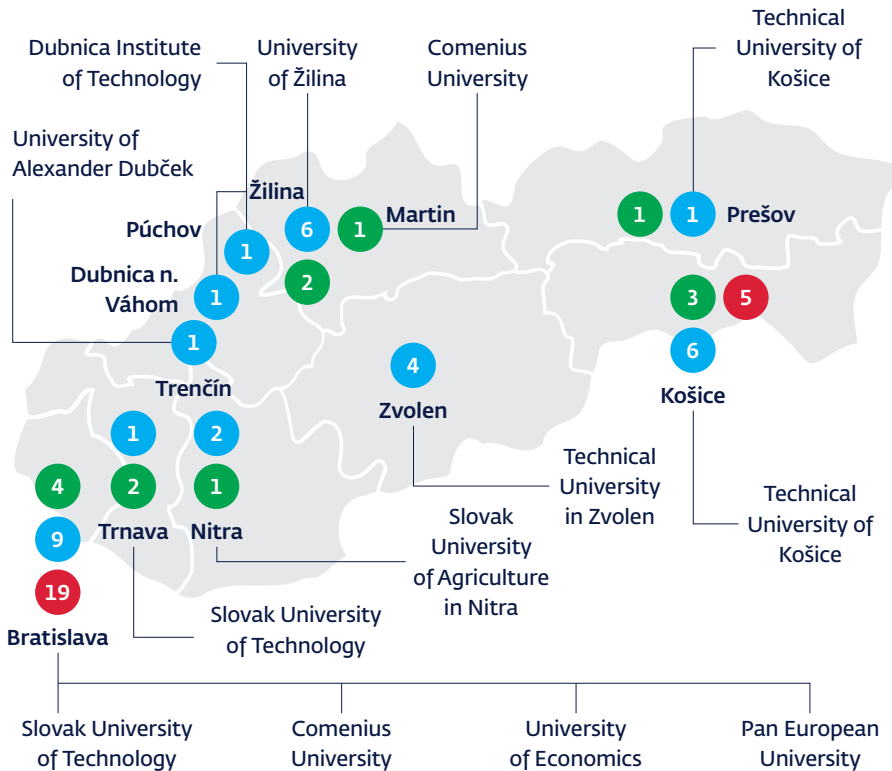 Dubnica Institute
of Technology
University
of Žilina
Comenius
University
Technical
University of
Košice
University of
Alexander Dubček
Žilina
6
1
Martin
1
1
Prešov
Púchov
1
2
Dubnica n.
Váhom
1
3
5
1
6
4
Trenčín
Zvolen
Košice
1
2
4
2
1
Trnava
Nitra
9
19
Bratislava
Technical
University
in Zvolen
Technical
University of
Košice
Slovak
University
of Agriculture
in Nitra
Slovak University
of Technology
Slovak University
of Technology
Comenius
University
University
of Economics
Pan European
University